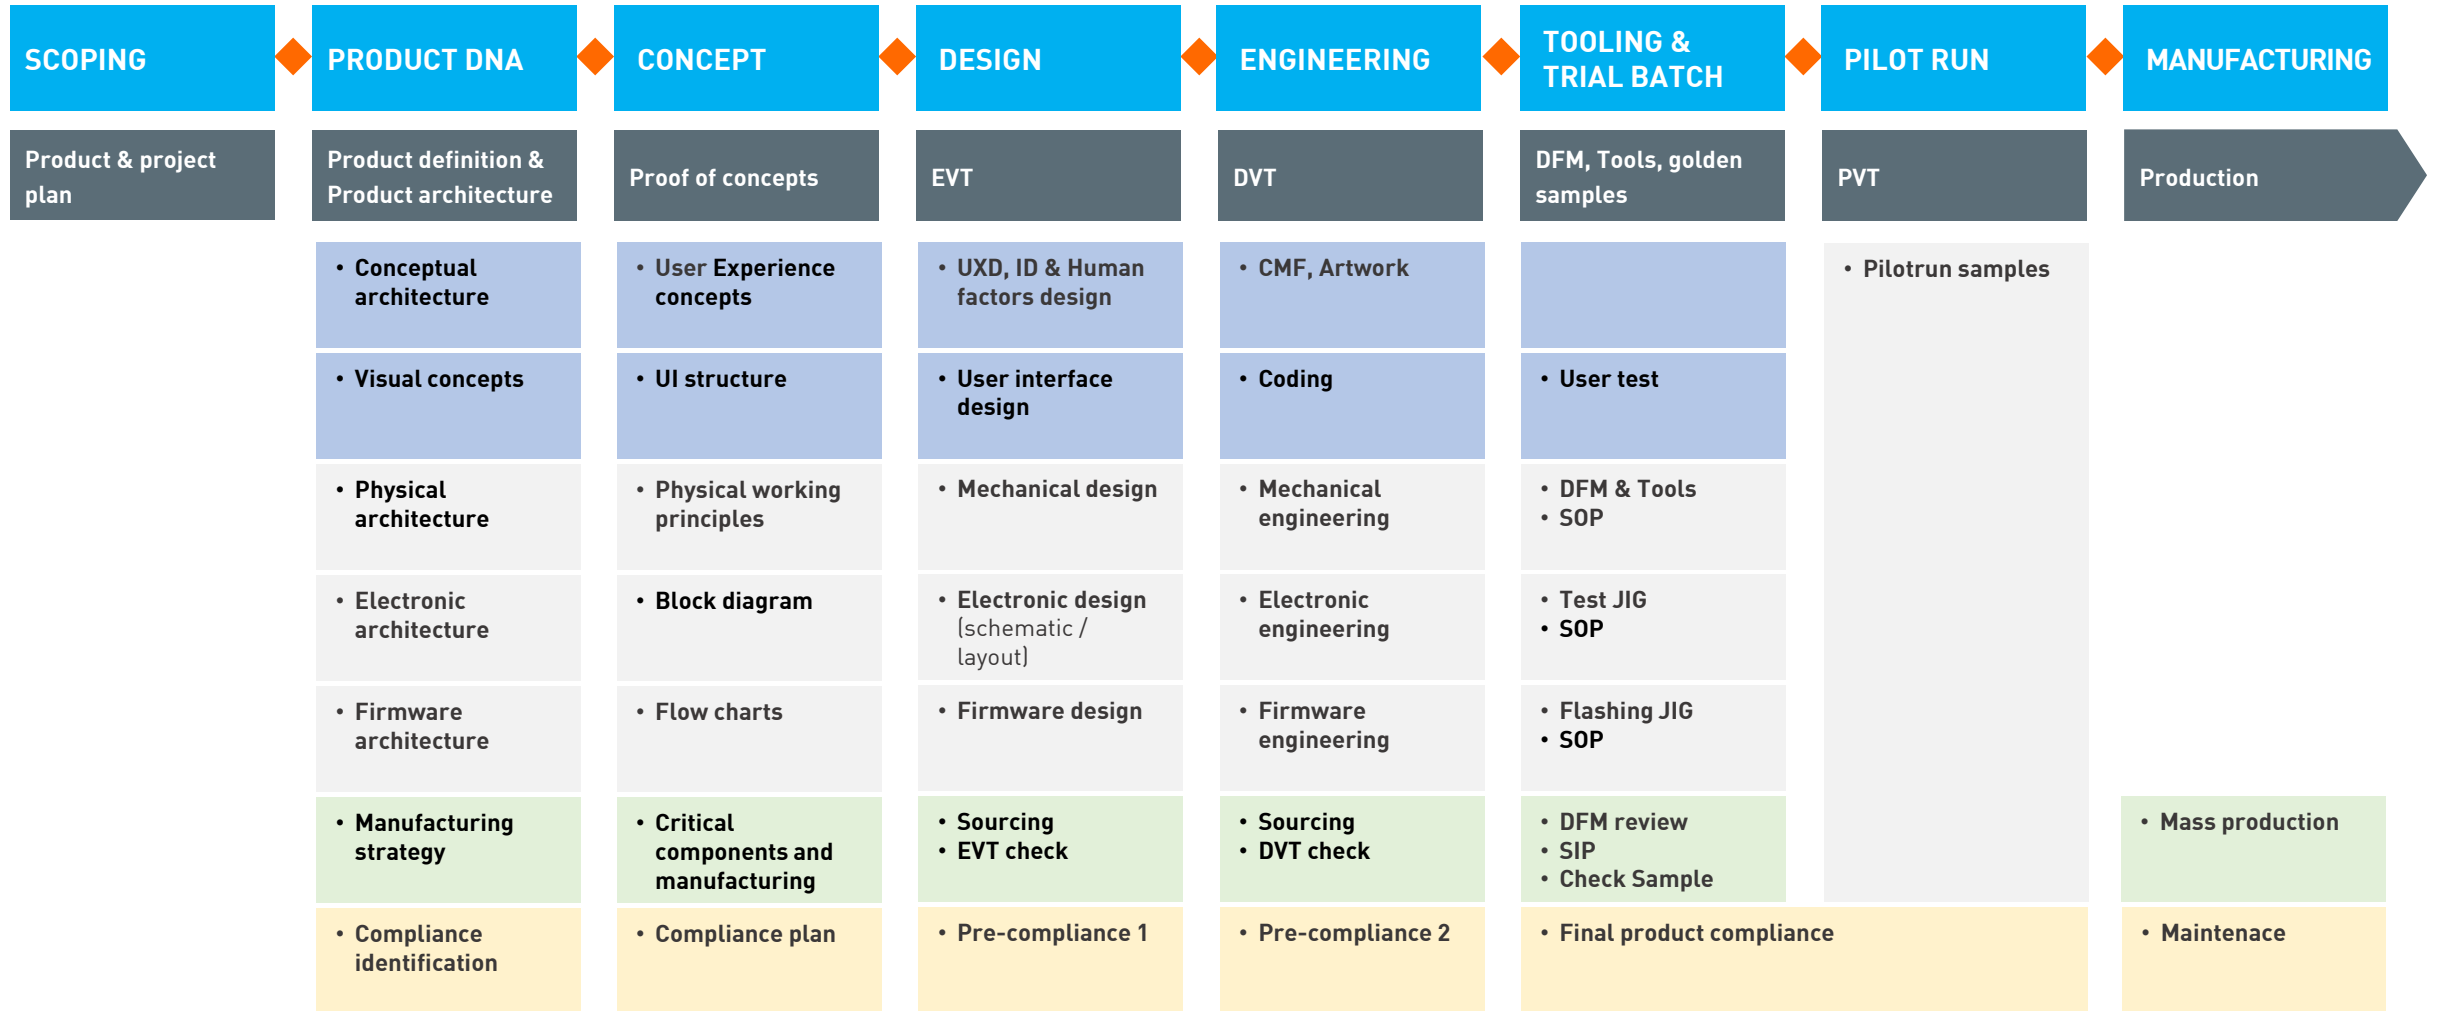 SCOPING
PRODUCT DNA
CONCEPT
DESIGN
ENGINEERING
TOOLING &
TRIAL BATCH
PILOT RUN
MANUFACTURING
Product & project
plan
Product definition &
Product architecture
Proof of concepts
EVT
DVT
DFM, Tools, golden
samples
PVT
Production
• Conceptual
architecture
• User Experience
concepts
• UXD, ID & Human
factors design
• CMF, Artwork
• Pilotrun samples
• Visual concepts
• UI structure
• User interface
design
• Coding
• User test
• Physical
architecture
• Physical working
principles
• Mechanical design
• Mechanical
engineering
• DFM & Tools
• SOP
• Electronic
architecture
• Block diagram
• Electronic design
(schematic /
layout)
• Electronic
engineering
• Test JIG
• SOP
• Firmware
architecture
• Flow charts
• Firmware design
• Firmware
engineering
• Flashing JIG
• SOP
• Manufacturing
strategy
• Critical
components and
manufacturing
• Sourcing
• EVT check
• Sourcing
• DVT check
• DFM review
• SIP
• Check Sample
• Mass production
• Compliance
identification
• Compliance plan
• Pre-compliance 1
• Pre-compliance 2
• Final product compliance
• Maintenace